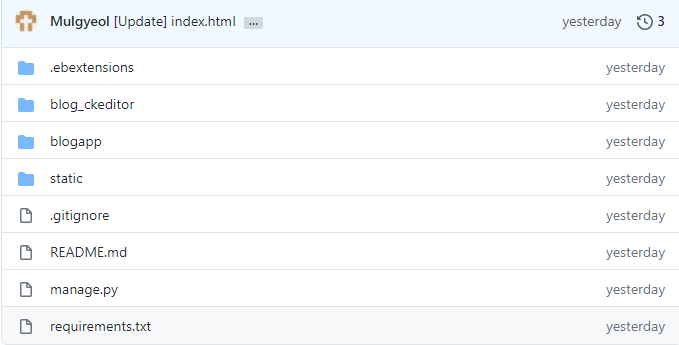 Mulgyeol [Update] index.html ... yesterday 3
.ebextensions yesterday
blog_ckeditor yesterday
blogapp yesterday
static yesterday
.gitignore yesterday
README.md yesterday
manage.py yesterday
requirements.txt yesterday